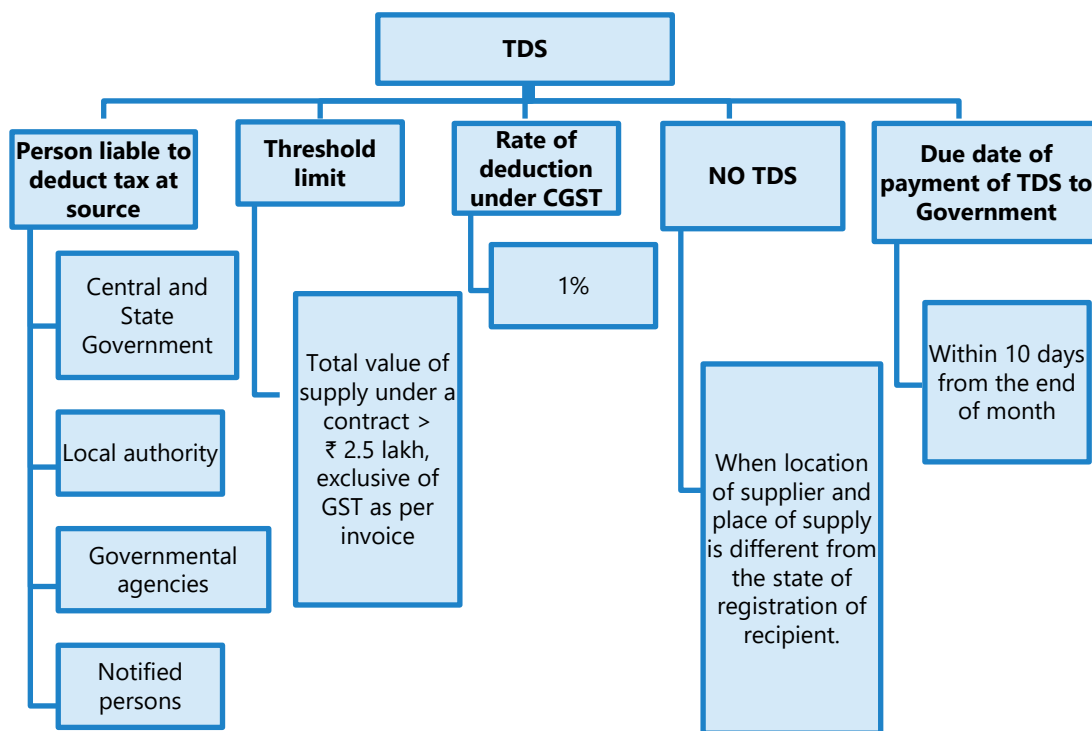 TDS
Person liable to
deduct tax at
source
Central and
State
Government
Local authority
Governmental
agencies
Notified
persons
Threshold
limit
Total value of
supply under a
contract >
₹ 2.5 lakh,
exclusive of
GST as per
invoice
Rate of
deduction
under CGST
1%
NO TDS
When location
of supplier and
place of supply
is different from
the state of
registration of
recipient.
Due date of
payment of TDS to
Government
Within 10 days
from the end
of month